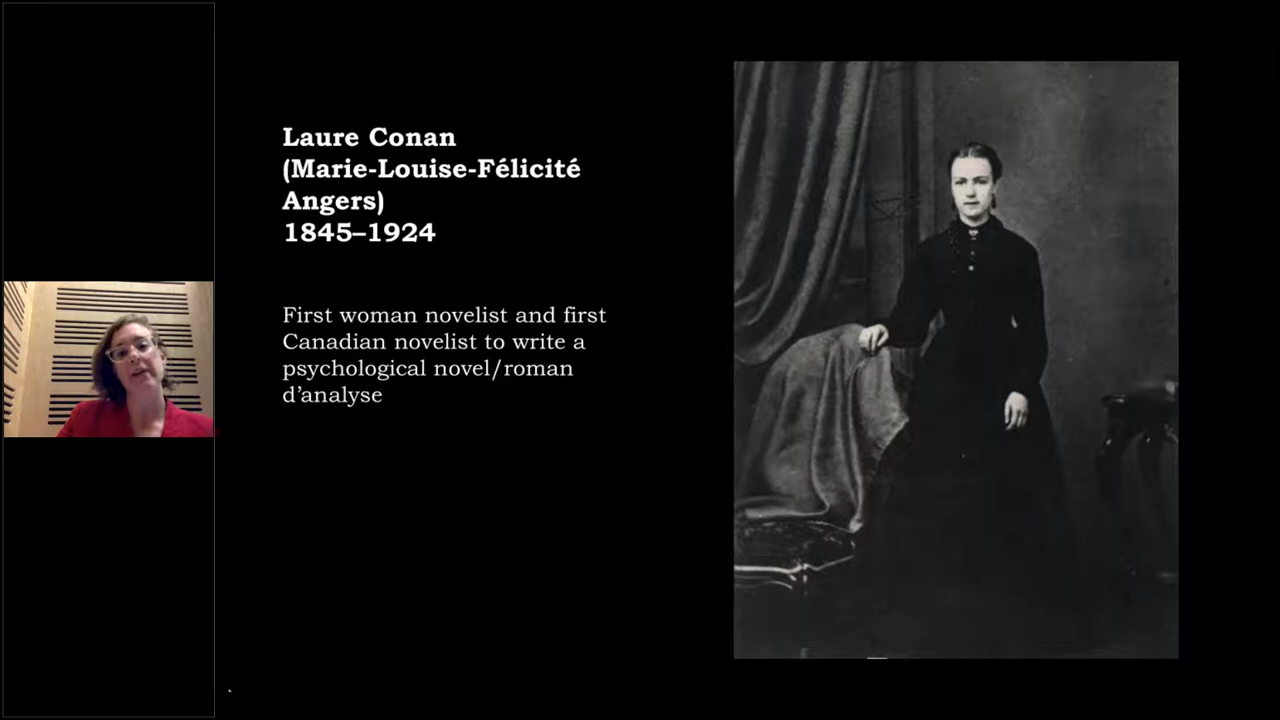 Laure Conan
(Marie-Louise-Félicité
Angers)
1845–1924
First woman novelist and first
Canadian novelist to write a
psychological novel/roman
d’analyse